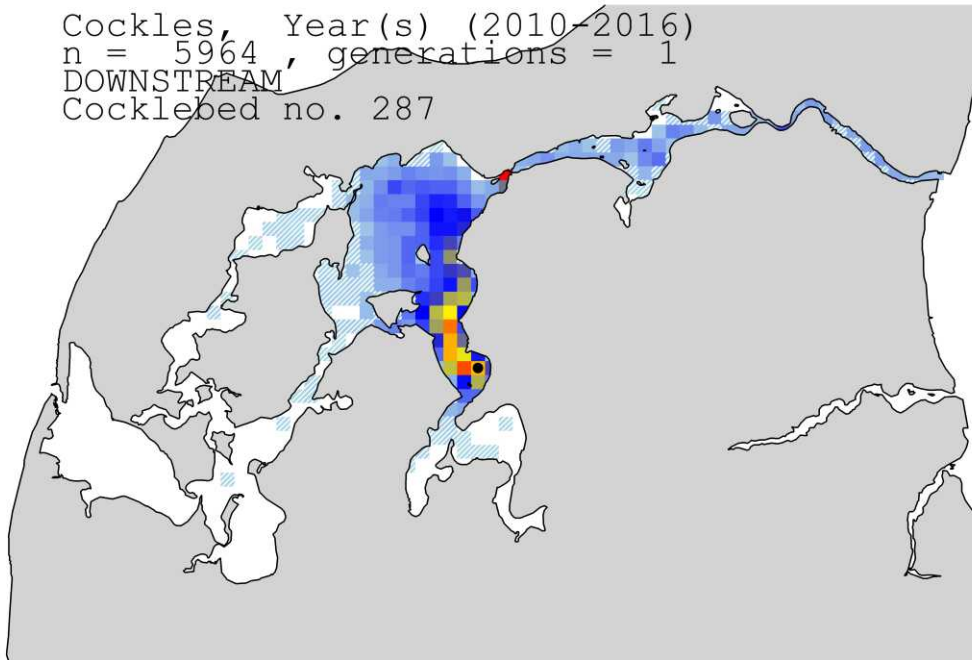 Cockles, Year(s) (2010-2016)
n = 5964 , generations = 1
DOWNSTREAM
Cocklebed no. 287